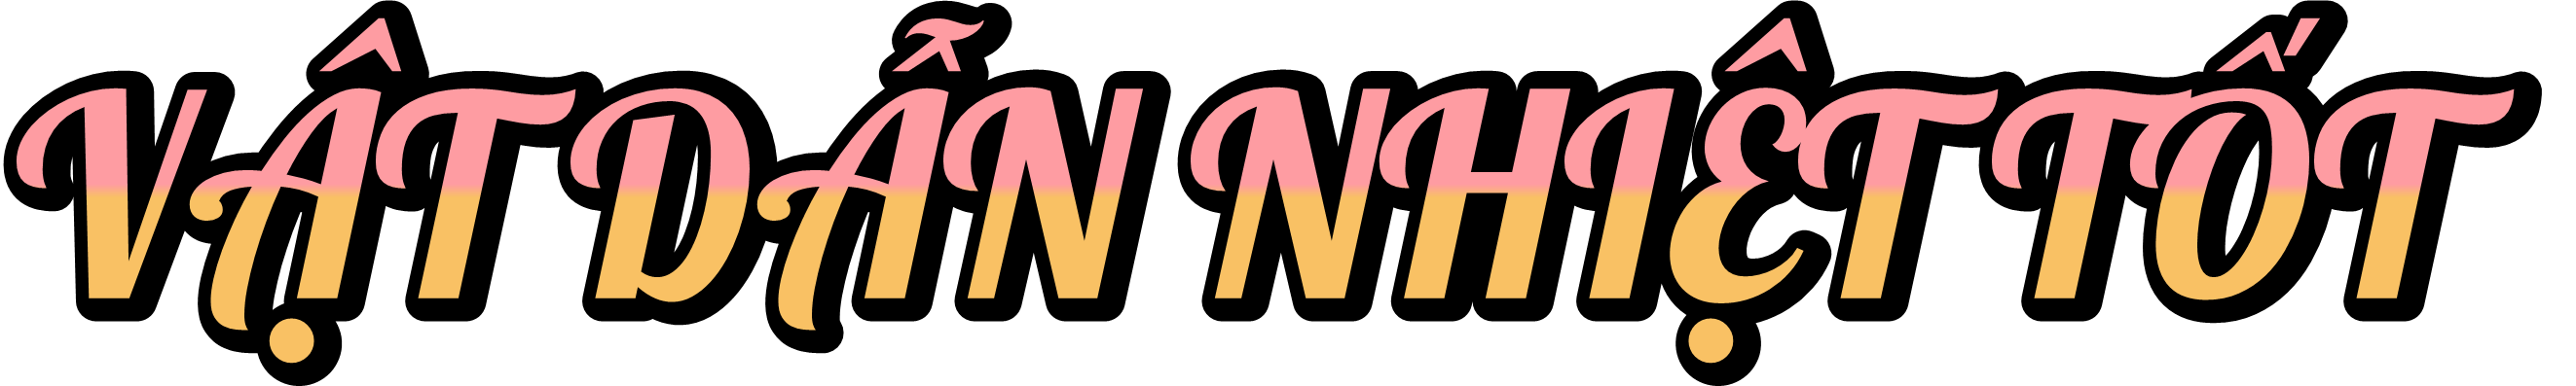 VẬT DẪN NHIỆT TỐT